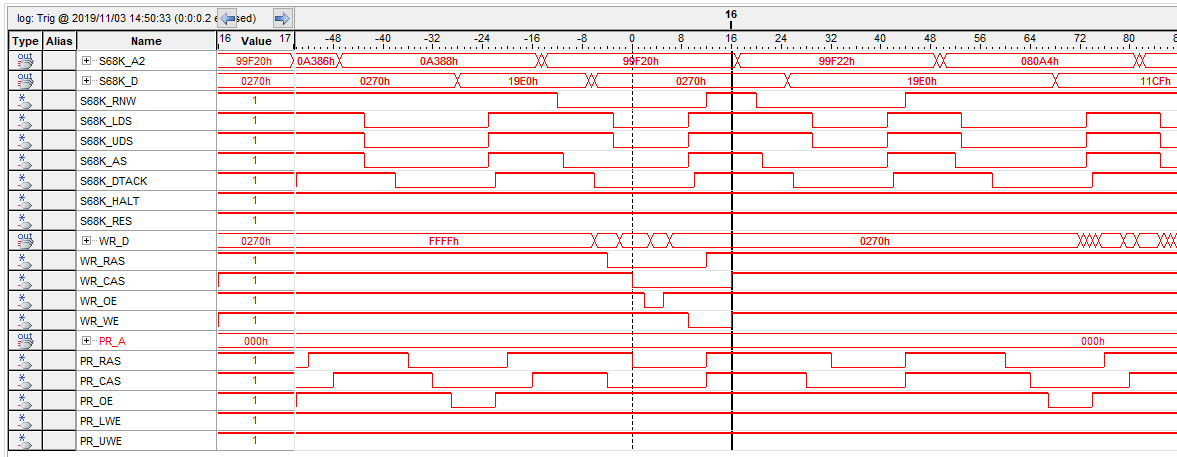 log: Trig @ 2019/11/03 14:50:33 (0:0:0.2 e sed)
16
Type Alias Name 16 Value 17 -48 -40 -32 -24 -16 -8 0 8 16 24 32 40 48 56 64 72 80 88
out S68K_A2 99F20h 0A386h 0A388h 99F20h 99F22h 080A4h
out S68K_D 0270h 0270h 19E0h 0270h 19E0h 11CFh
* S68K_RNW 1
* S68K_LDS 1
* S68K_UDS 1
* S68K_AS 1
* S68K_DTACK 1
* S68K_HALT 1
* S68K_RES 1
out WR_D 0270h FFFFh 0270h
* WR_RAS 1
* WR_CAS 1
* WR_OE 1
* WR_WE 1
out PR_A 000h 000h
* PR_RAS 1
* PR_CAS 1
* PR_OE 1
* PR_LWE 1
* PR_UWE 1